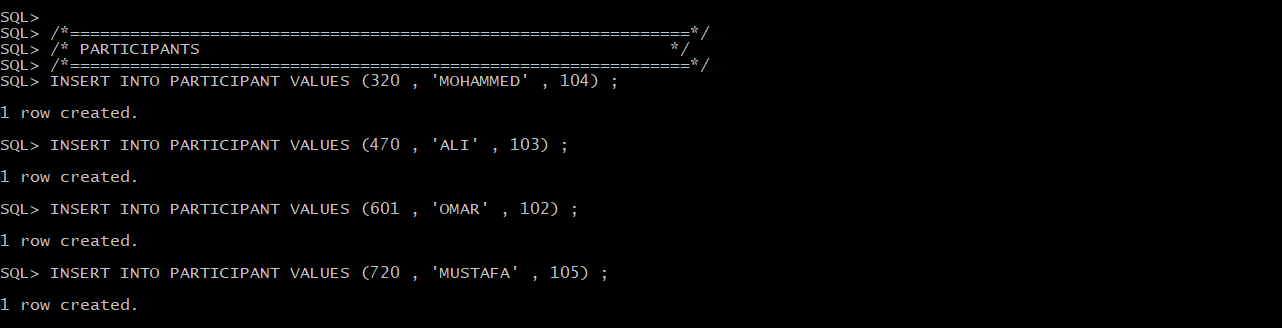 SQL>
SQL> /*==============================================================*/
SQL> /* PARTICIPANTS                                               */
SQL> /*==============================================================*/
SQL> INSERT INTO PARTICIPANT VALUES (320 , 'MOHAMMED' , 104) ;
1 row created.
SQL> INSERT INTO PARTICIPANT VALUES (470 , 'ALI' , 103) ;
1 row created.
SQL> INSERT INTO PARTICIPANT VALUES (601 , 'OMAR' , 102) ;
1 row created.
SQL> INSERT INTO PARTICIPANT VALUES (720 , 'MUSTAFA' , 105) ;
1 row created.